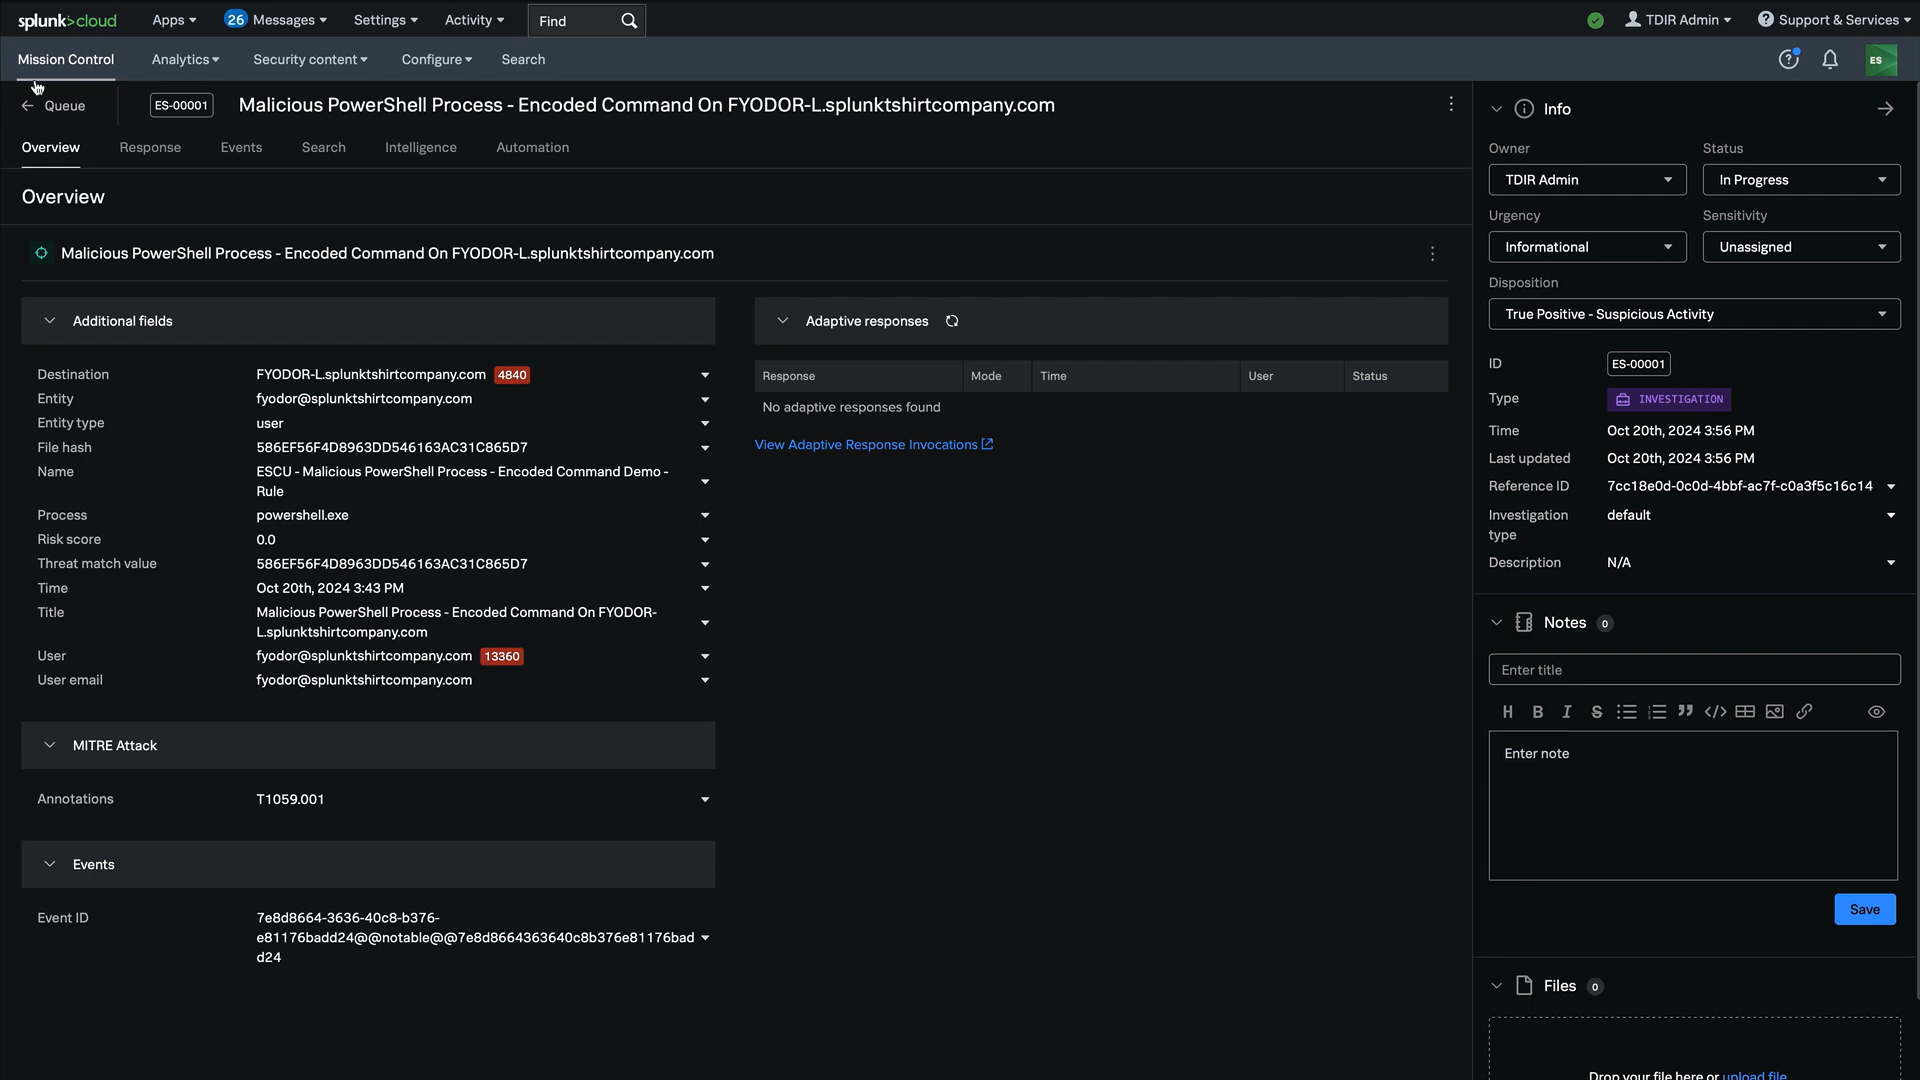 splunk>cloud Apps 26 Messages Settings Activity Find TDIR Admin Support & Services
Mission Control Analytics Security content Configure Search ES
Queue ES-00001 Malicious PowerShell Process - Encoded Command On FYODOR-L.splunktshirtcompany.com
Overview Response Events Search Intelligence Automation
Overview
Malicious PowerShell Process - Encoded Command On FYODOR-L.splunktshirtcompany.com
Additional fields
Destination FYODOR-L.splunktshirtcompany.com 4840
Entity fyodor@splunktshirtcompany.com
Entity type user
File hash 586EF56F4D8963DD546163AC31C865D7
Name ESCU - Malicious PowerShell Process - Encoded Command Demo -
Rule
Process powershell.exe
Risk score 0.0
Threat match value 586EF56F4D8963DD546163AC31C865D7
Time Oct 20th, 2024 3:43 PM
Title Malicious PowerShell Process - Encoded Command On FYODOR-
L.splunktshirtcompany.com
User fyodor@splunktshirtcompany.com 13360
User email fyodor@splunktshirtcompany.com
MITRE Attack
Annotations T1059.001
Events
Event ID 7e8d8664-3636-40c8-b376-
e81176badd24@@notable@@7e8d8664363640c8b376e81176bad
d24
Adaptive responses
Response Mode Time User Status
No adaptive responses found
View Adaptive Response Invocations
Info
Owner Status
TDIR Admin In Progress
Urgency Sensitivity
Informational Unassigned
Disposition
True Positive - Suspicious Activity
ID ES-00001
Type INVESTIGATION
Time Oct 20th, 2024 3:56 PM
Last updated Oct 20th, 2024 3:56 PM
Reference ID 7cc18e0d-0c0d-4bbf-ac7f-c0a3f5c16c14
Investigation default
type
Description N/A
Notes 0
Enter title
H B I S
Enter note
Save
Files 0
Drop your file here or upload file